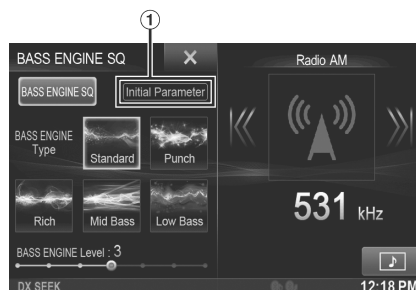 1
BASS ENGINE SQ
X
Radio AM
BASS ENGINE SQ
Initial Parameter
BASS ENGINE
Type
Standard
Punch
Rich
Mid Bass
Low Bass
531 kHz
BASS ENGINE Level : 3
DX SEEK
12:18 PM